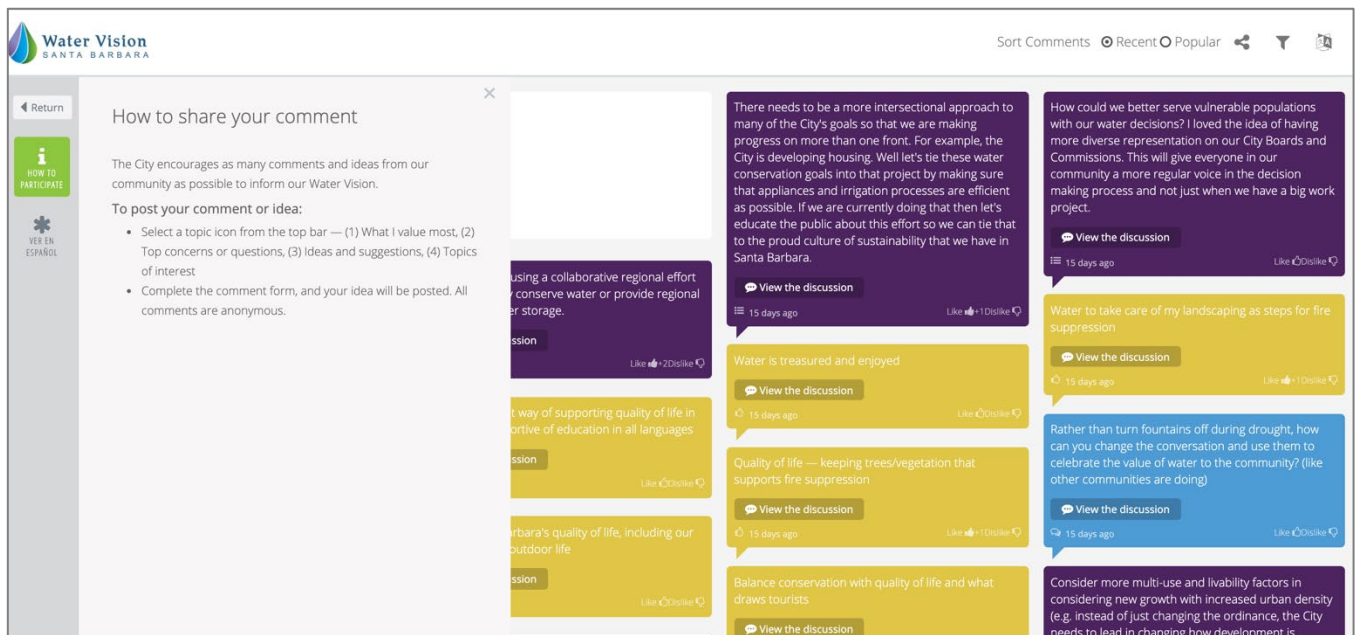 Water Vision
SANTA BARBARA
Sort Comments Recent Popular
Return
HOW TO
PARTICIPATE
VER EN
ESPAÑOL
How to share your comment
The City encourages as many comments and ideas from our
community as possible to inform our Water Vision.
To post your comment or idea:
• Select a topic icon from the top bar — (1) What I value most, (2)
Top concerns or questions, (3) Ideas and suggestions, (4) Topics
of interest
• Complete the comment form, and your idea will be posted. All
comments are anonymous.
using a collaborative regional effort
conserve water or provide regional
storage.
Like +2Dislike
t way of supporting quality of life in
ortive of education in all languages
ssion
Like Dislike
rbara's quality of life, including our
outdoor life
ssion
Like Dislike
There needs to be a more intersectional approach to
many of the City's goals so that we are making
progress on more than one front. For example, the
City is developing housing. Well let's tie these water
conservation goals into that project by making sure
that appliances and irrigation processes are efficient
as possible. If we are currently doing that then let's
educate the public about this effort so we can tie that
to the proud culture of sustainability that we have in
Santa Barbara.
View the discussion
15 days ago Like +1Dislike
Water is treasured and enjoyed
View the discussion
15 days ago Like Dislike
Quality of life — keeping trees/vegetation that
supports fire suppression
View the discussion
15 days ago Like +1Dislike
Balance conservation with quality of life and what
draws tourists
View the discussion
How could we better serve vulnerable populations
with our water decisions? I loved the idea of having
more diverse representation on our City Boards and
Commissions. This will give everyone in our
community a more regular voice in the decision
making process and not just when we have a big work
project.
View the discussion
15 days ago Like Dislike
Water to take care of my landscaping as steps for fire
suppression
View the discussion
15 days ago Like +1Dislike
Rather than turn fountains off during drought, how
can you change the conversation and use them to
celebrate the value of water to the community? (like
other communities are doing)
View the discussion
15 days ago Like Dislike
Consider more multi-use and livability factors in
considering new growth with increased urban density
(e.g. instead of just changing the ordinance, the City
needs to lead in changing how development is